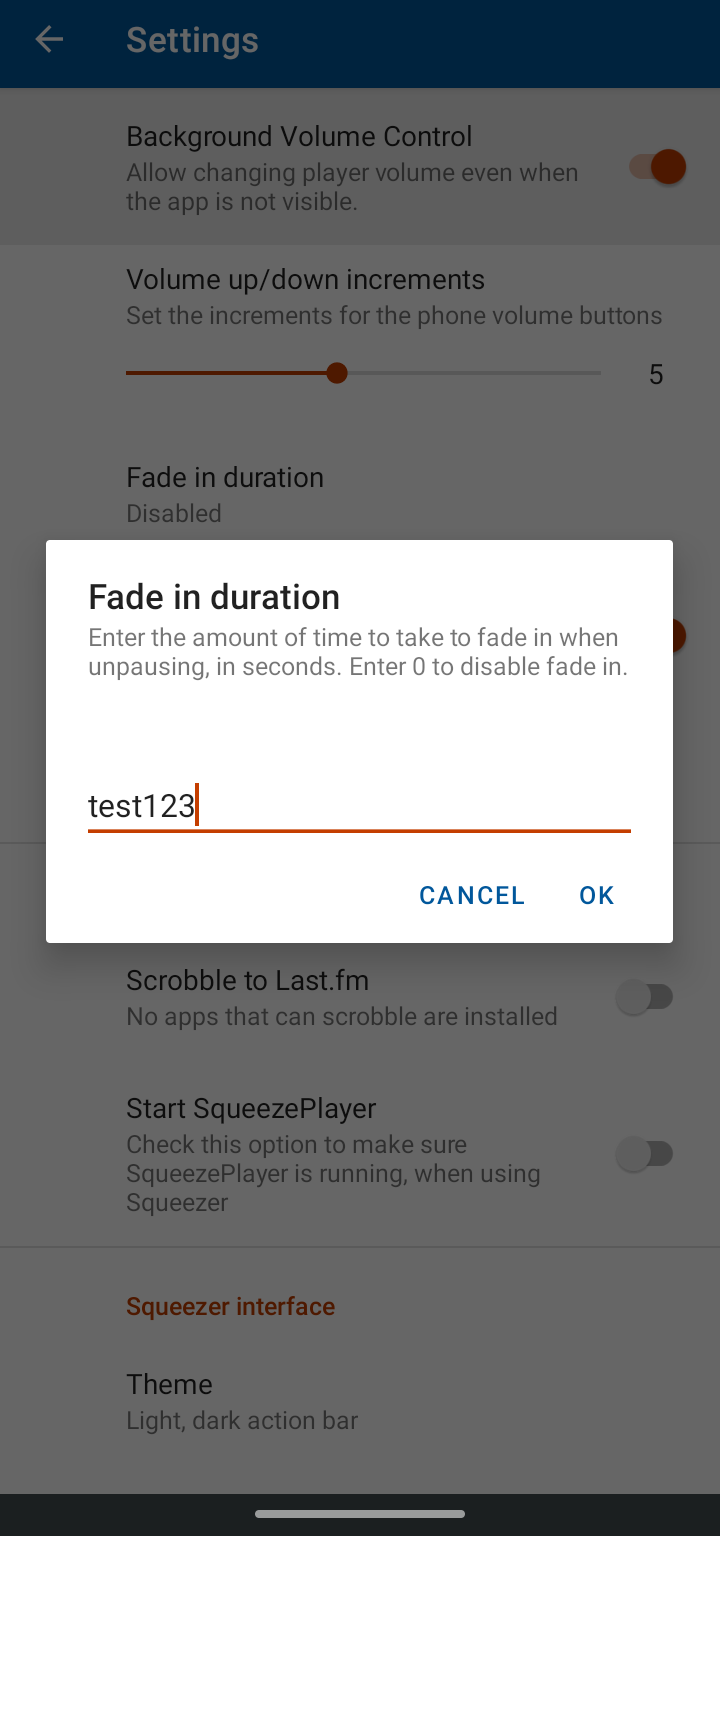 Settings
Background Volume Control
Allow changing player volume even when
the app is not visible.
Volume up/down increments
Set the increments for the phone volume buttons
5
Fade in duration
Disabled
Fade in duration
Enter the amount of time to take to fade in when
unpausing, in seconds. Enter 0 to disable fade in.
test123
CANCEL OK
Scrobble to Last.fm
No apps that can scrobble are installed
Start SqueezePlayer
Check this option to make sure
SqueezePlayer is running, when using
Squeezer
Squeezer interface
Theme
Light, dark action bar